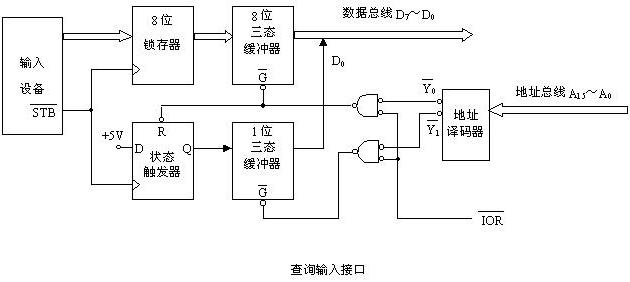 数据总线 D7～D0
8位
锁存器
8位
三态
缓冲器
G
输入
设备
STB
D0
Y0
地址总线 A15～A0
地址
译码器
Y1
+5V
R
D
Q
状态
触发器
1位
三态
缓冲器
G
IOR
查询输入接口